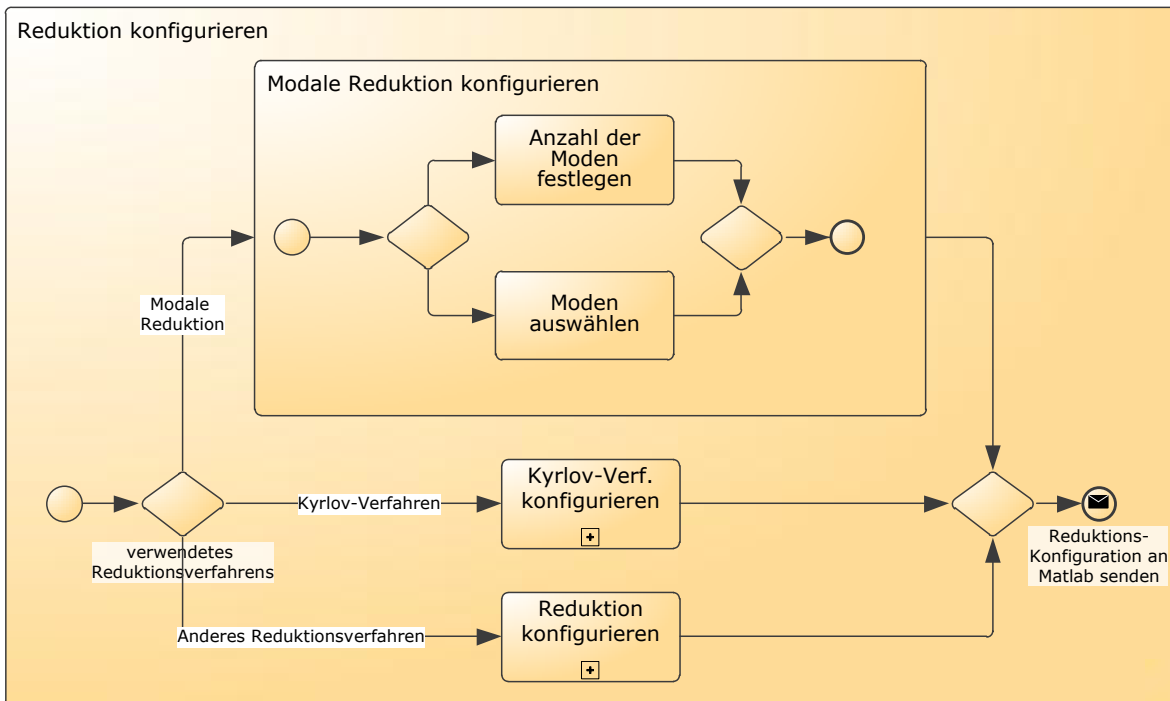 Reduktion konfigurieren
Modale Reduktion konfigurieren
Anzahl der
Moden
festlegen
Moden
auswählen
Modale
Reduktion
Kyrlov-Verfahren
Kyrlov-Verf.
konfigurieren
verwendetes
Reduktionsverfahrens
Reduktions-
Konfiguration an
Matlab senden
Anderes Reduktionsverfahren
Reduktion
konfigurieren